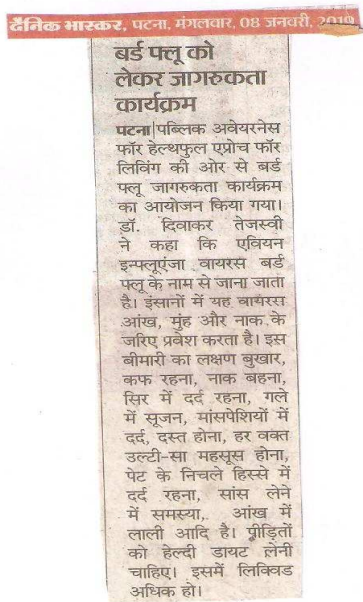 दैनिक भास्कर, पटना, मंगलवार, 08 जनवरी, 2019
बर्ड फ्लू को
लेकर जागरुकता
कार्यक्रम
पटना|पब्लिक अवेयरनेस
फॉर हेल्थफुल एप्रोच फॉर
लिविंग की ओर से बर्ड
फ्लू जागरुकता कार्यक्रम
का आयोजन किया गया।
डॉ. दिवाकर तेजस्वी
ने कहा कि एवियन
इन्फ्लूएंजा वायरस बर्ड
फ्लू के नाम से जाना जाता
है। इंसानों में यह वायरस
आंख, मुंह और नाक के
जरिए प्रवेश करता है। इस
बीमारी का लक्षण बुखार,
कफ रहना, नाक बहना,
सिर में दर्द रहना, गले
में सूजन, मांसपेशियों में
दर्द, दस्त होना, हर वक्त
उल्टी-सा महसूस होना,
पेट के निचले हिस्से में
दर्द रहना, सांस लेने
में समस्या, आंख में
लाली आदि है। पीड़ितों
को हेल्दी डायट लेनी
चाहिए। इसमें लिक्विड
अधिक हो।